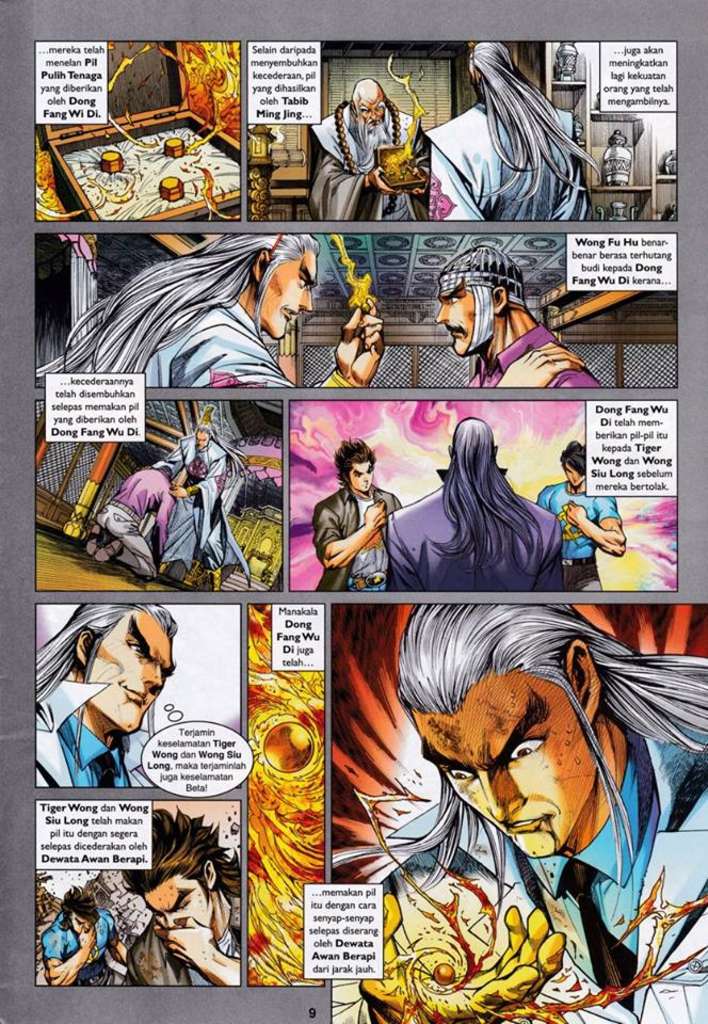 ...mereka telah
menelan Pil
Pulih Tenaga
yang diberikan
oleh Dong
Fang Wi Di.
Selain daripada
menyembuhkan
kecederaan, pil
yang dihasilkan
oleh Tabib
Ming Jing...
...juga akan
meningkatkan
lagi kekuatan
orang yang telah
mengambilnya.
Wong Fu Hu benar-
benar berasa terhutang
budi kepada Dong
Fang Wu Di kerana...
...kecederaannya
telah disembuhkan
selepas memakan pil
yang diberikan oleh
Dong Fang Wu Di.
Dong Fang Wu
Di telah mem-
berikan pil-pil itu
kepada Tiger
Wong dan Wong
Siu Long sebelum
mereka bertolak.
Terjamin
keselamatan Tiger
Wong dan Wong Siu
Long, maka terjaminlah
juga keselamatan
Beta!
Manakala
Dong
Fang Wu
Di juga
telah...
Tiger Wong dan Wong
Siu Long telah makan
pil itu dengan segera
selepas dicederakan oleh
Dewata Awan Berapi.
...memakan pil
itu dengan cara
senyap-senyap
selepas diserang
oleh Dewata
Awan Berapi
dari jarak jauh.
9